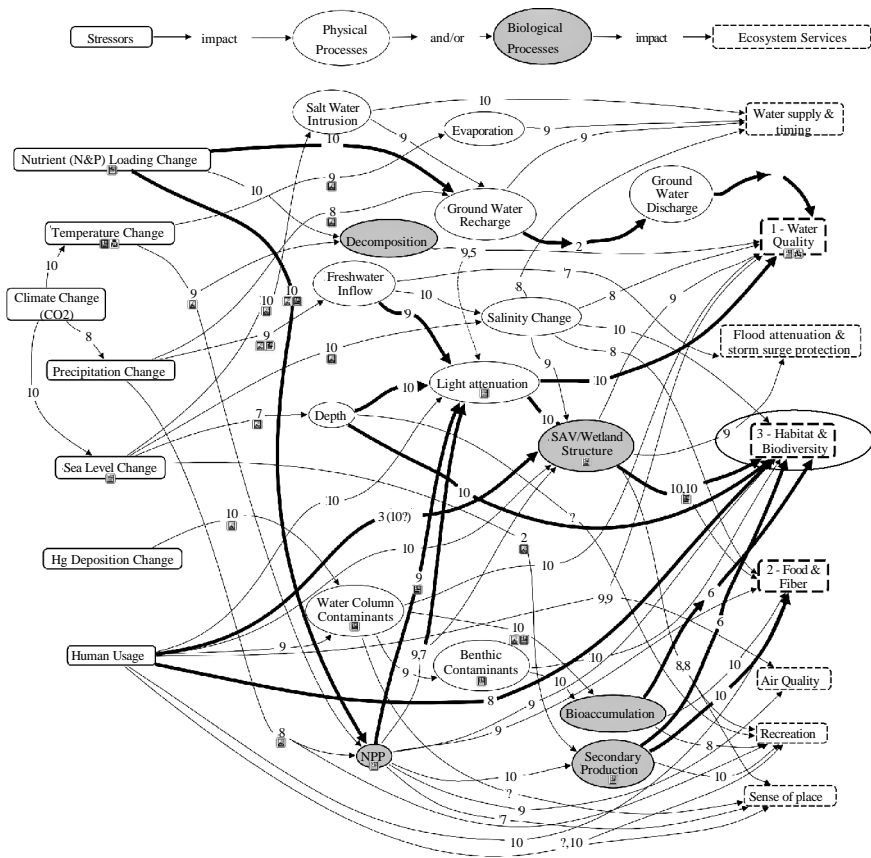 Stressors
impact
Physical
Processes
and/or
Biological
Processes
impact
Ecosystem Services
Salt Water
Intrusion
10
Water supply &
timing
Evaporation
9
9
9
10
Nutrient (N&P) Loading Change
9
10
8
Ground Water
Recharge
Ground
Water
Discharge
Temperature Change
Decomposition
2
1 - Water
Quality
10
9,5
7
Climate Change
(CO2)
9
10
10
Freshwater
Inflow
10
8
8
9
Salinity Change
9
8
9
10
10
8
Flood attenuation &
storm surge protection
Precipitation Change
9
Light attenuation
10
10
10
10
7
Depth
SAV/Wetland
Structure
9
3 - Habitat &
Biodiversity
Sea Level Change
10
10
10,10
3 (10?)
?
10
2
10
Hg Deposition Change
9
6
2 - Food &
Fiber
Water Column
Contaminants
10
9,9
6
10
Human Usage
9
9,7
9
Benthic
Contaminants
10
10
8,8
10
Air Quality
8
Bioaccumulation
10
8
9
9
8
Recreation
NPP
Secondary
Production
10
10
?
9
7
Sense of place
?,10
10